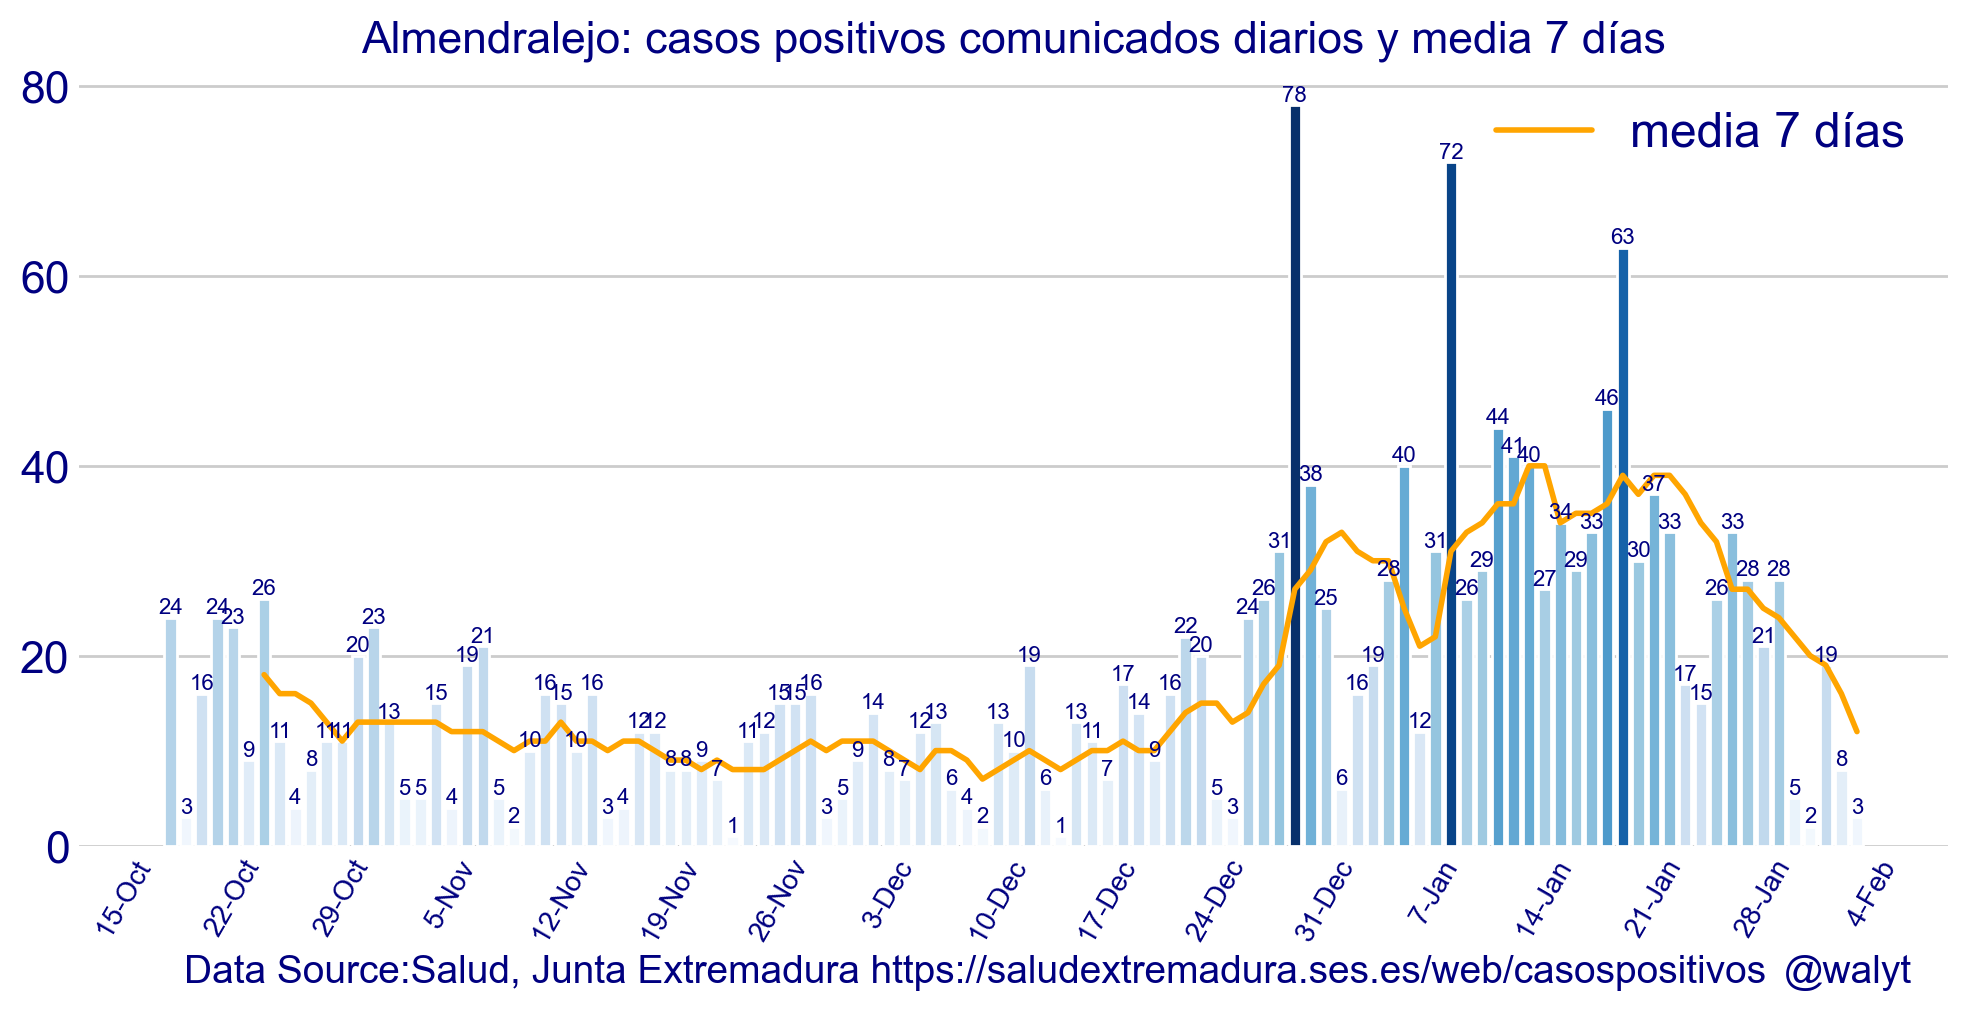 Almendralejo: casos positivos comunicados diarios y media 7 días
80
60
40
20
0
media 7 días
24 3 16 24 23 9 26 11 4 8 11 11 20 23 13 5 5 15 4 19 21 5 2 10 16 15 10 16 3 4 12 12 8 8 9 7 1 11 12 15 15 16 3 5 9 14 8 7 12 13 6 4 2 13 10 19 6 1 13 11 7 17 14 9 16 22 20 5 3 24 26 31 78 38 25 6 16 19 28 40 12 31 72 26 29 44 41 40 27 34 29 33 46 63 30 37 33 17 15 26 33 28 21 28 5 2 19 8 3
15-Oct 22-Oct 29-Oct 5-Nov 12-Nov 19-Nov 26-Nov 3-Dec 10-Dec 17-Dec 24-Dec 31-Dec 7-Jan 14-Jan 21-Jan 28-Jan 4-Feb
Data Source:Salud, Junta Extremadura https://saludextremadura.ses.es/web/casospositivos @walyt